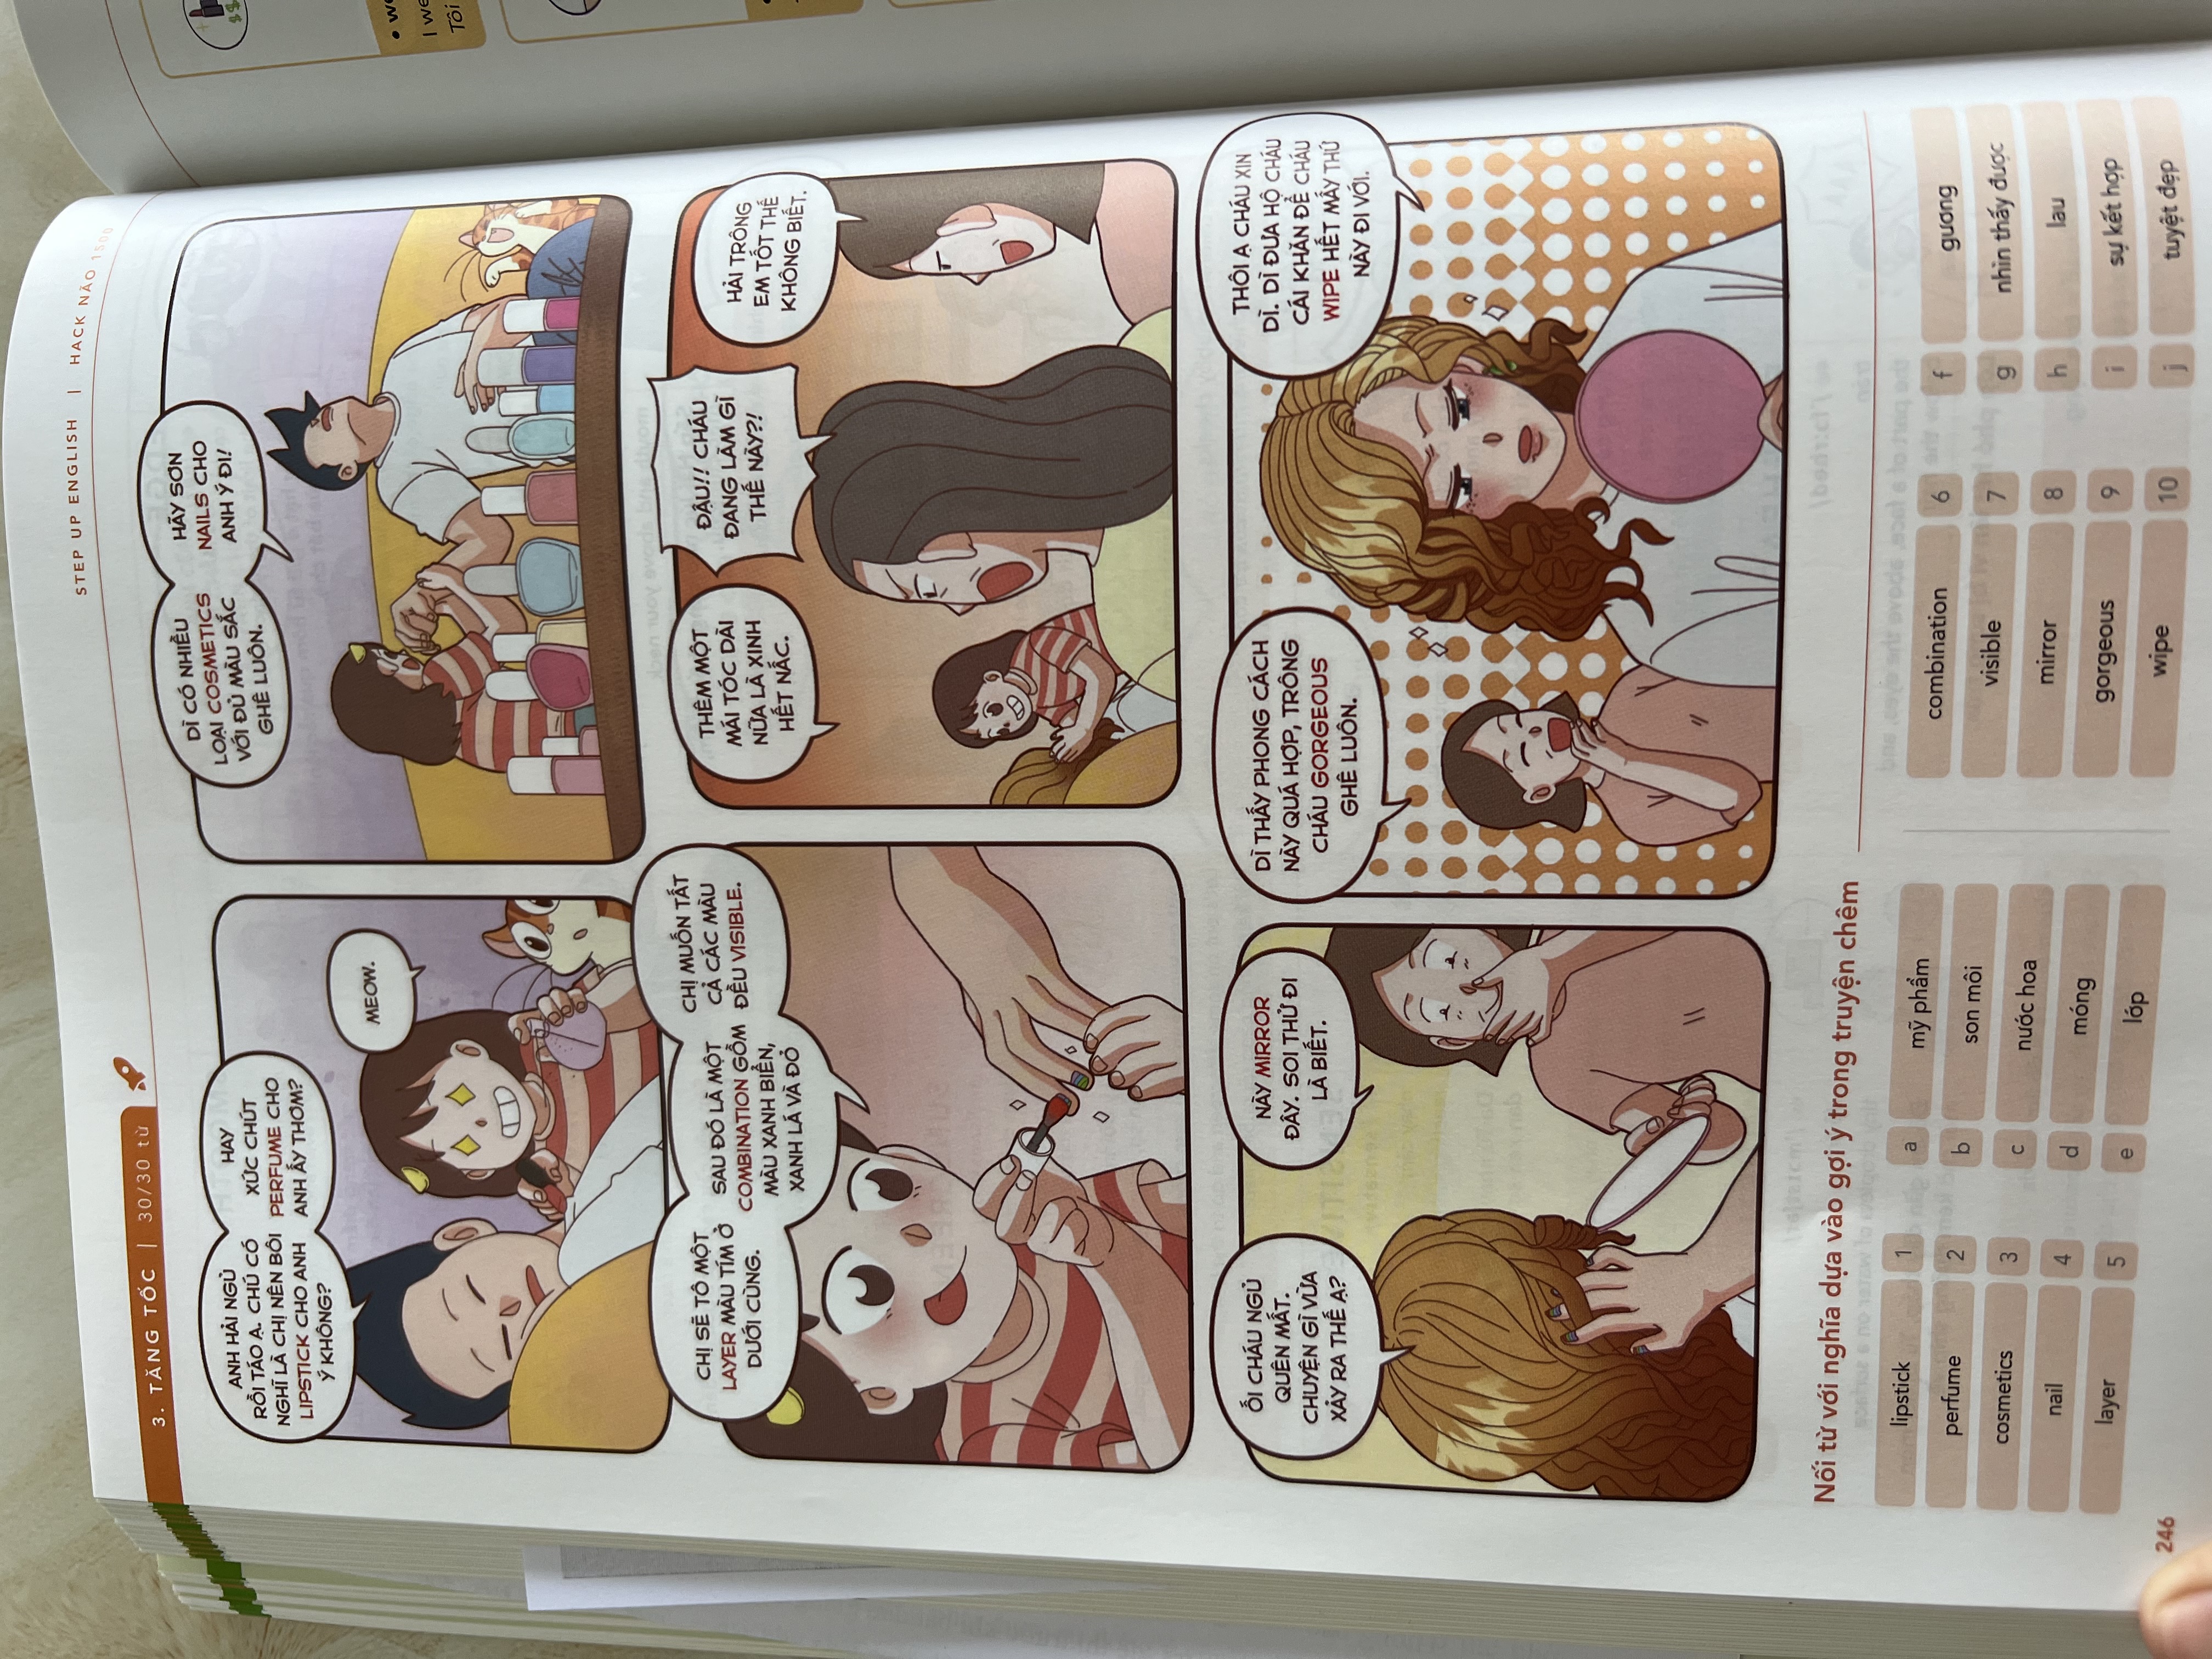 STEP UP ENGLISH | HACK NÃO 1500
3. TĂNG TỐC | 30/30 từ
ANH HẢI NGỦ
RỒI TÁO Ạ. CHÚ CÓ
NGHĨ LÀ CHỊ NÊN BÔI
LIPSTICK CHO ANH
Ý KHÔNG?
HAY
XỨC CHÚT
PERFUME CHO
ANH ẤY THƠM?
MEOW.
DÌ CÓ NHIỀU
LOẠI COSMETICS
VỚI ĐỦ MÀU SẮC
GHÊ LUÔN.
HÃY SƠN
NAILS CHO
ANH Ý ĐI!
CHỊ SẼ TÔ MỘT
LAYER MÀU TÍM Ở
DƯỚI CÙNG.
SAU ĐÓ LÀ MỘT
COMBINATION GỒM
MÀU XANH BIỂN,
XANH LÁ VÀ ĐỎ
CHỊ MUỐN TẤT
CẢ CÁC MÀU
ĐỀU VISIBLE.
THÊM MỘT
MÁI TÓC DÀI
NỮA LÀ XINH
HẾT NẤC.
ĐẬU!! CHÁU
ĐANG LÀM GÌ
THẾ NÀY?!
HẢI TRÔNG
EM TỐT THẾ
KHÔNG BIẾT.
ỐI CHÁU NGỦ
QUÊN MẤT.
CHUYỆN GÌ VỪA
XẢY RA THẾ Ạ?
NÀY MIRROR
ĐÂY. SOI THỬ ĐI
LÀ BIẾT.
DÌ THẤY PHONG CÁCH
NÀY QUÁ HỢP, TRÔNG
CHÁU GORGEOUS
GHÊ LUÔN.
THÔI Ạ CHÁU XIN
DÌ. DÌ ĐƯA HỘ CHÁU
CÁI KHĂN ĐỂ CHÁU
WIPE HẾT MẤY THỨ
NÀY ĐI VỚI.
Nối từ với nghĩa dựa vào gợi ý trong truyện chêm
lipstick 1 a mỹ phẩm
perfume 2 b son môi
cosmetics 3 c nước hoa
nail 4 d móng
layer 5 e lớp
combination 6 f gương
visible 7 g nhìn thấy được
mirror 8 h lau
gorgeous 9 i sự kết hợp
wipe 10 j tuyệt đẹp
246
I we
Tôi